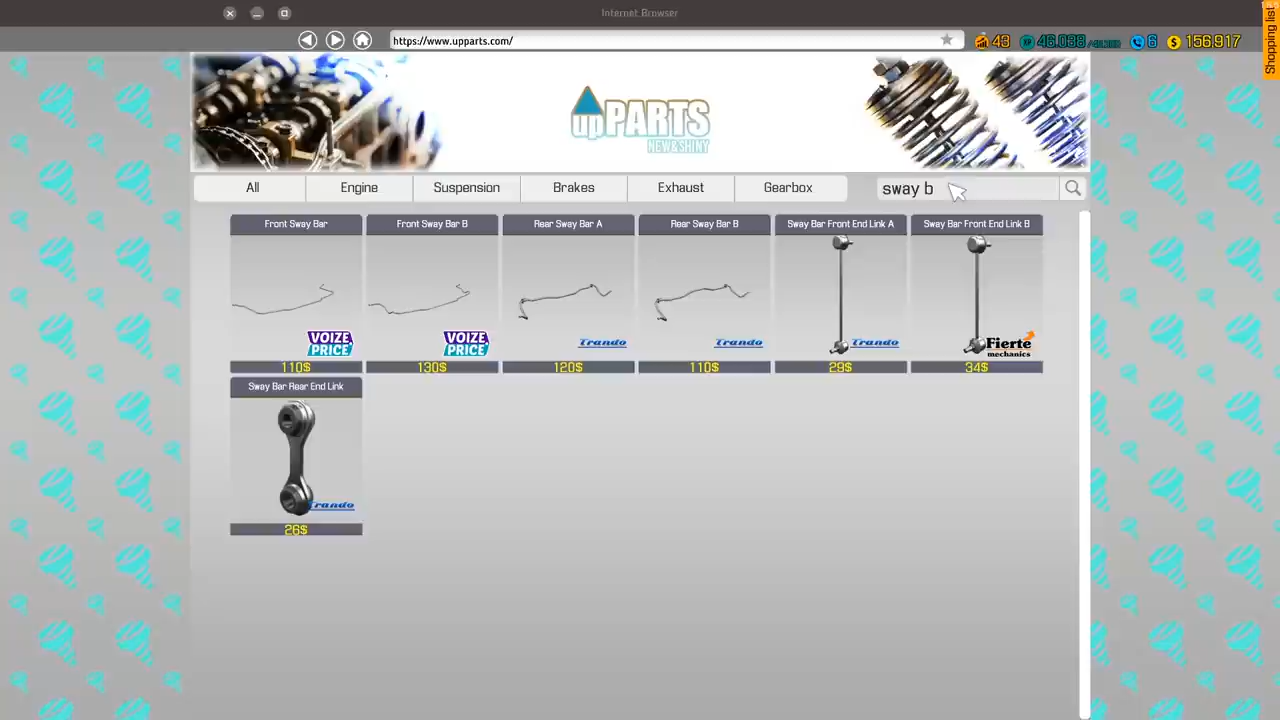 Internet Browser
https://www.upparts.com/
43
46.038
6
156,917
Shopping list
upPARTS
NEW&SHINY
All
Engine
Suspension
Brakes
Exhaust
Gearbox
sway b
Front Sway Bar
Front Sway Bar B
Rear Sway Bar A
Rear Sway Bar B
Sway Bar Front End Link A
Sway Bar Front End Link B
VOIZE
PRICE
VOIZE
PRICE
Trando
Trando
Trando
Fierte
mechanics
110$
130$
120$
110$
29$
34$
Sway Bar Rear End Link
Trando
26$